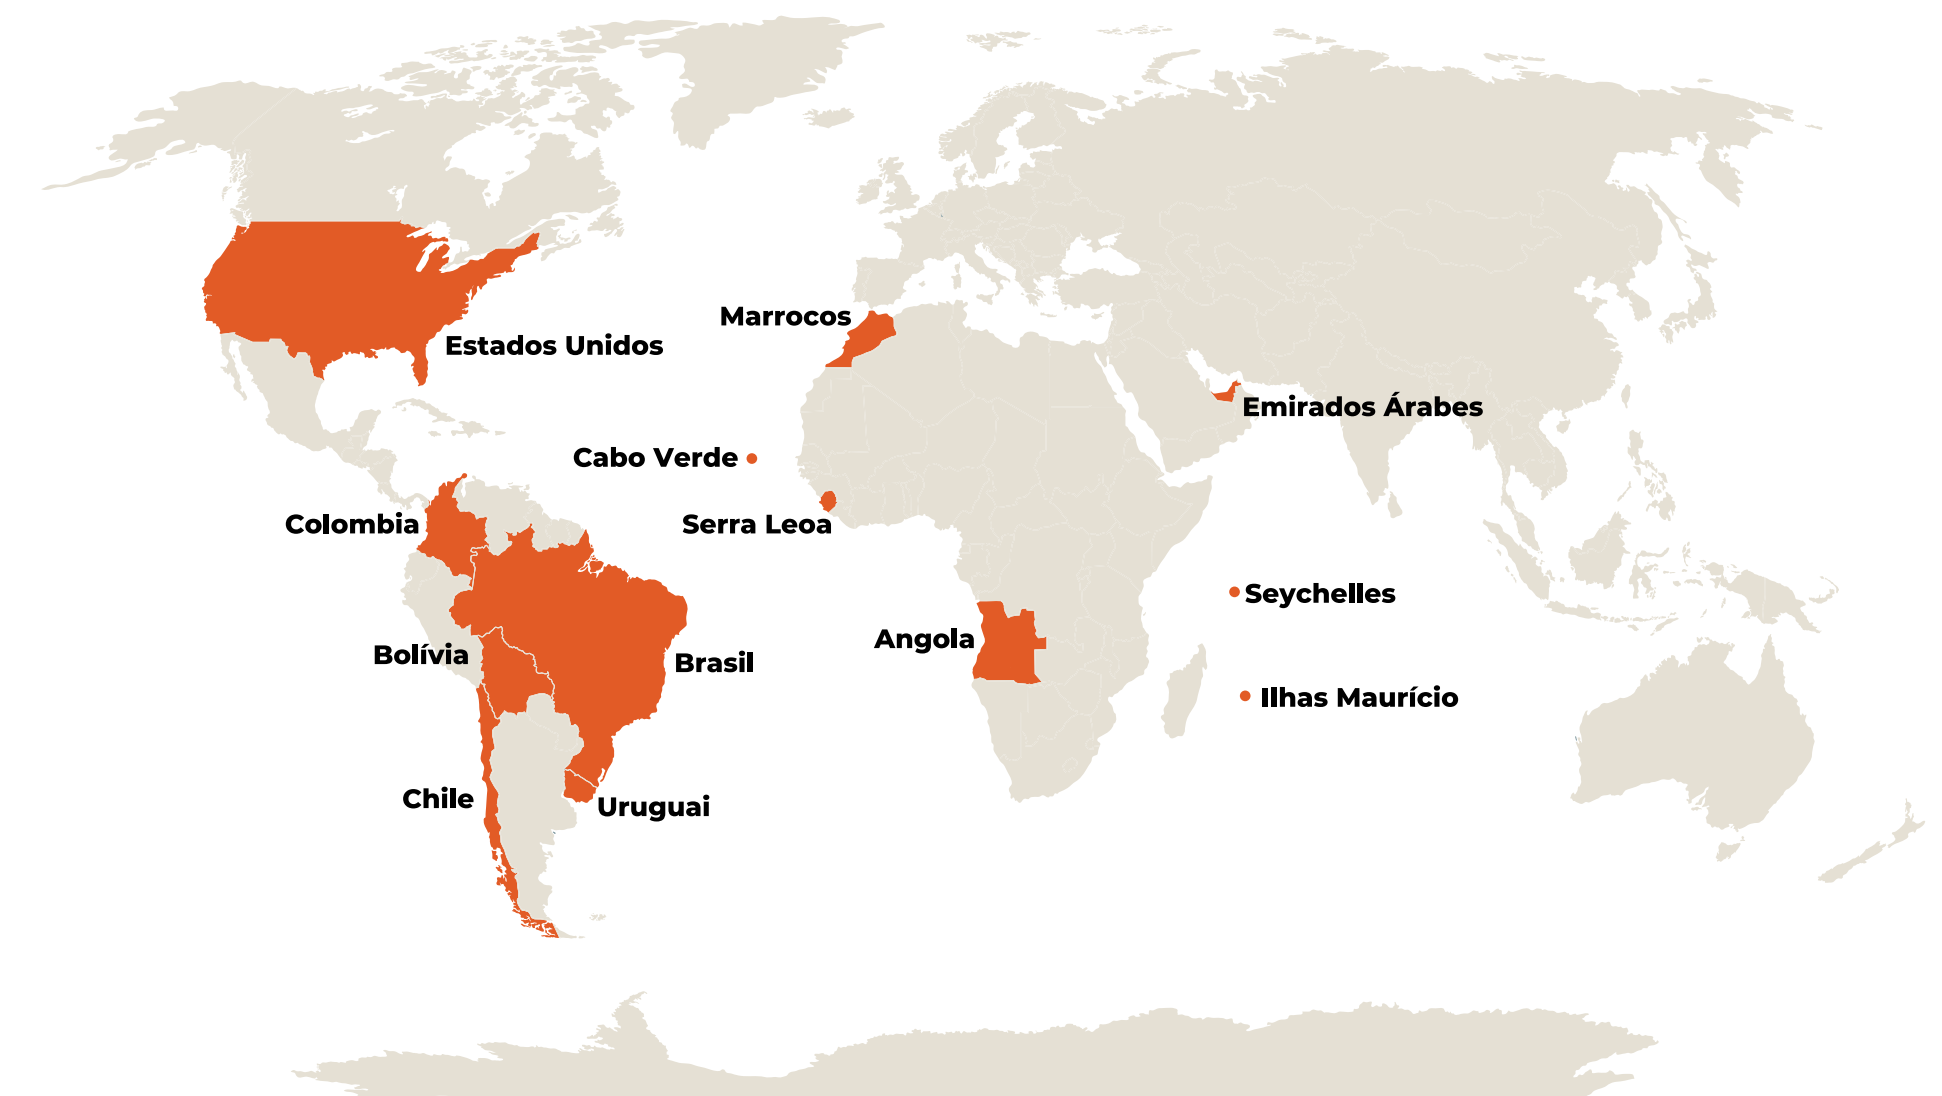 Marrocos
Estados Unidos
Emirados Árabes
Cabo Verde
Colombia
Serra Leoa
Seychelles
Angola
Bolívia
Brasil
Ilhas Maurício
Chile
Uruguai